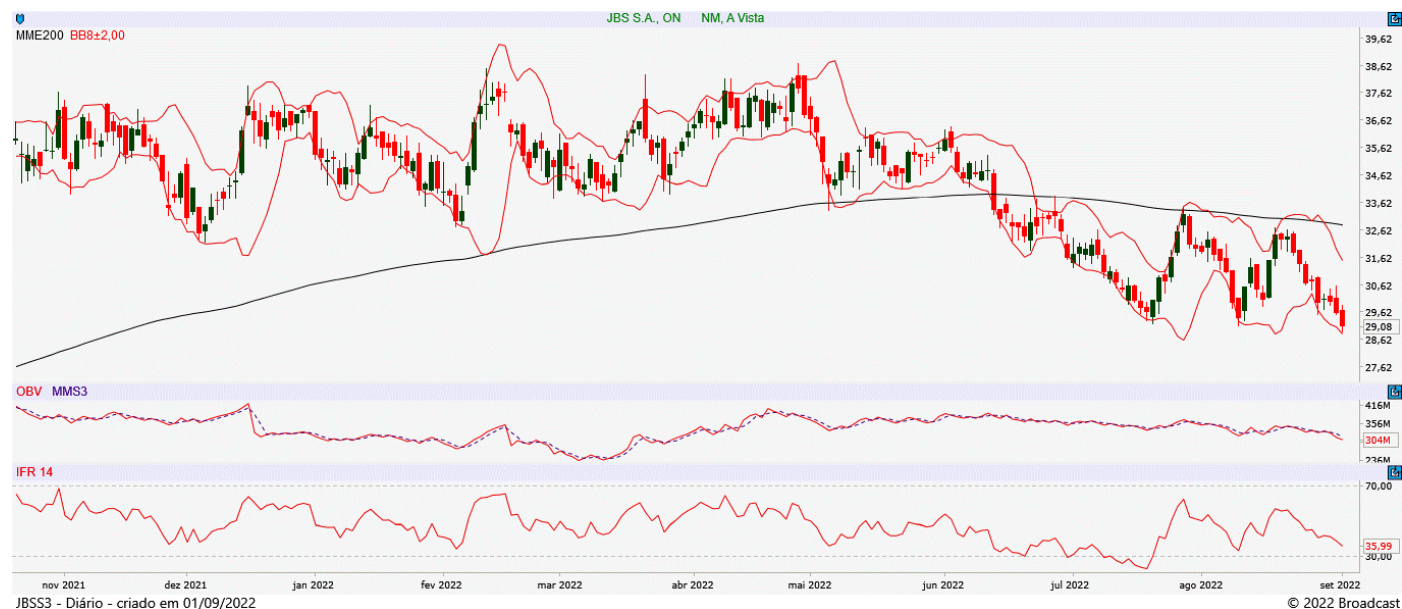 JBS S.A., ON NM, A Vista
MME200 BB8±2,00
39,62
38,62
37,62
36,62
35,62
34,62
33,62
32,62
31,62
30,62
29,62
29,08
28,62
27,62
OBV MMS3
416M
356M
304M
236M
IFR 14
70,00
35,99
30,00
nov 2021 dez 2021 jan 2022 fev 2022 mar 2022 abr 2022 mai 2022 jun 2022 jul 2022 ago 2022 set 2022
JBSS3 - Diário - criado em 01/09/2022 © 2022 Broadcast